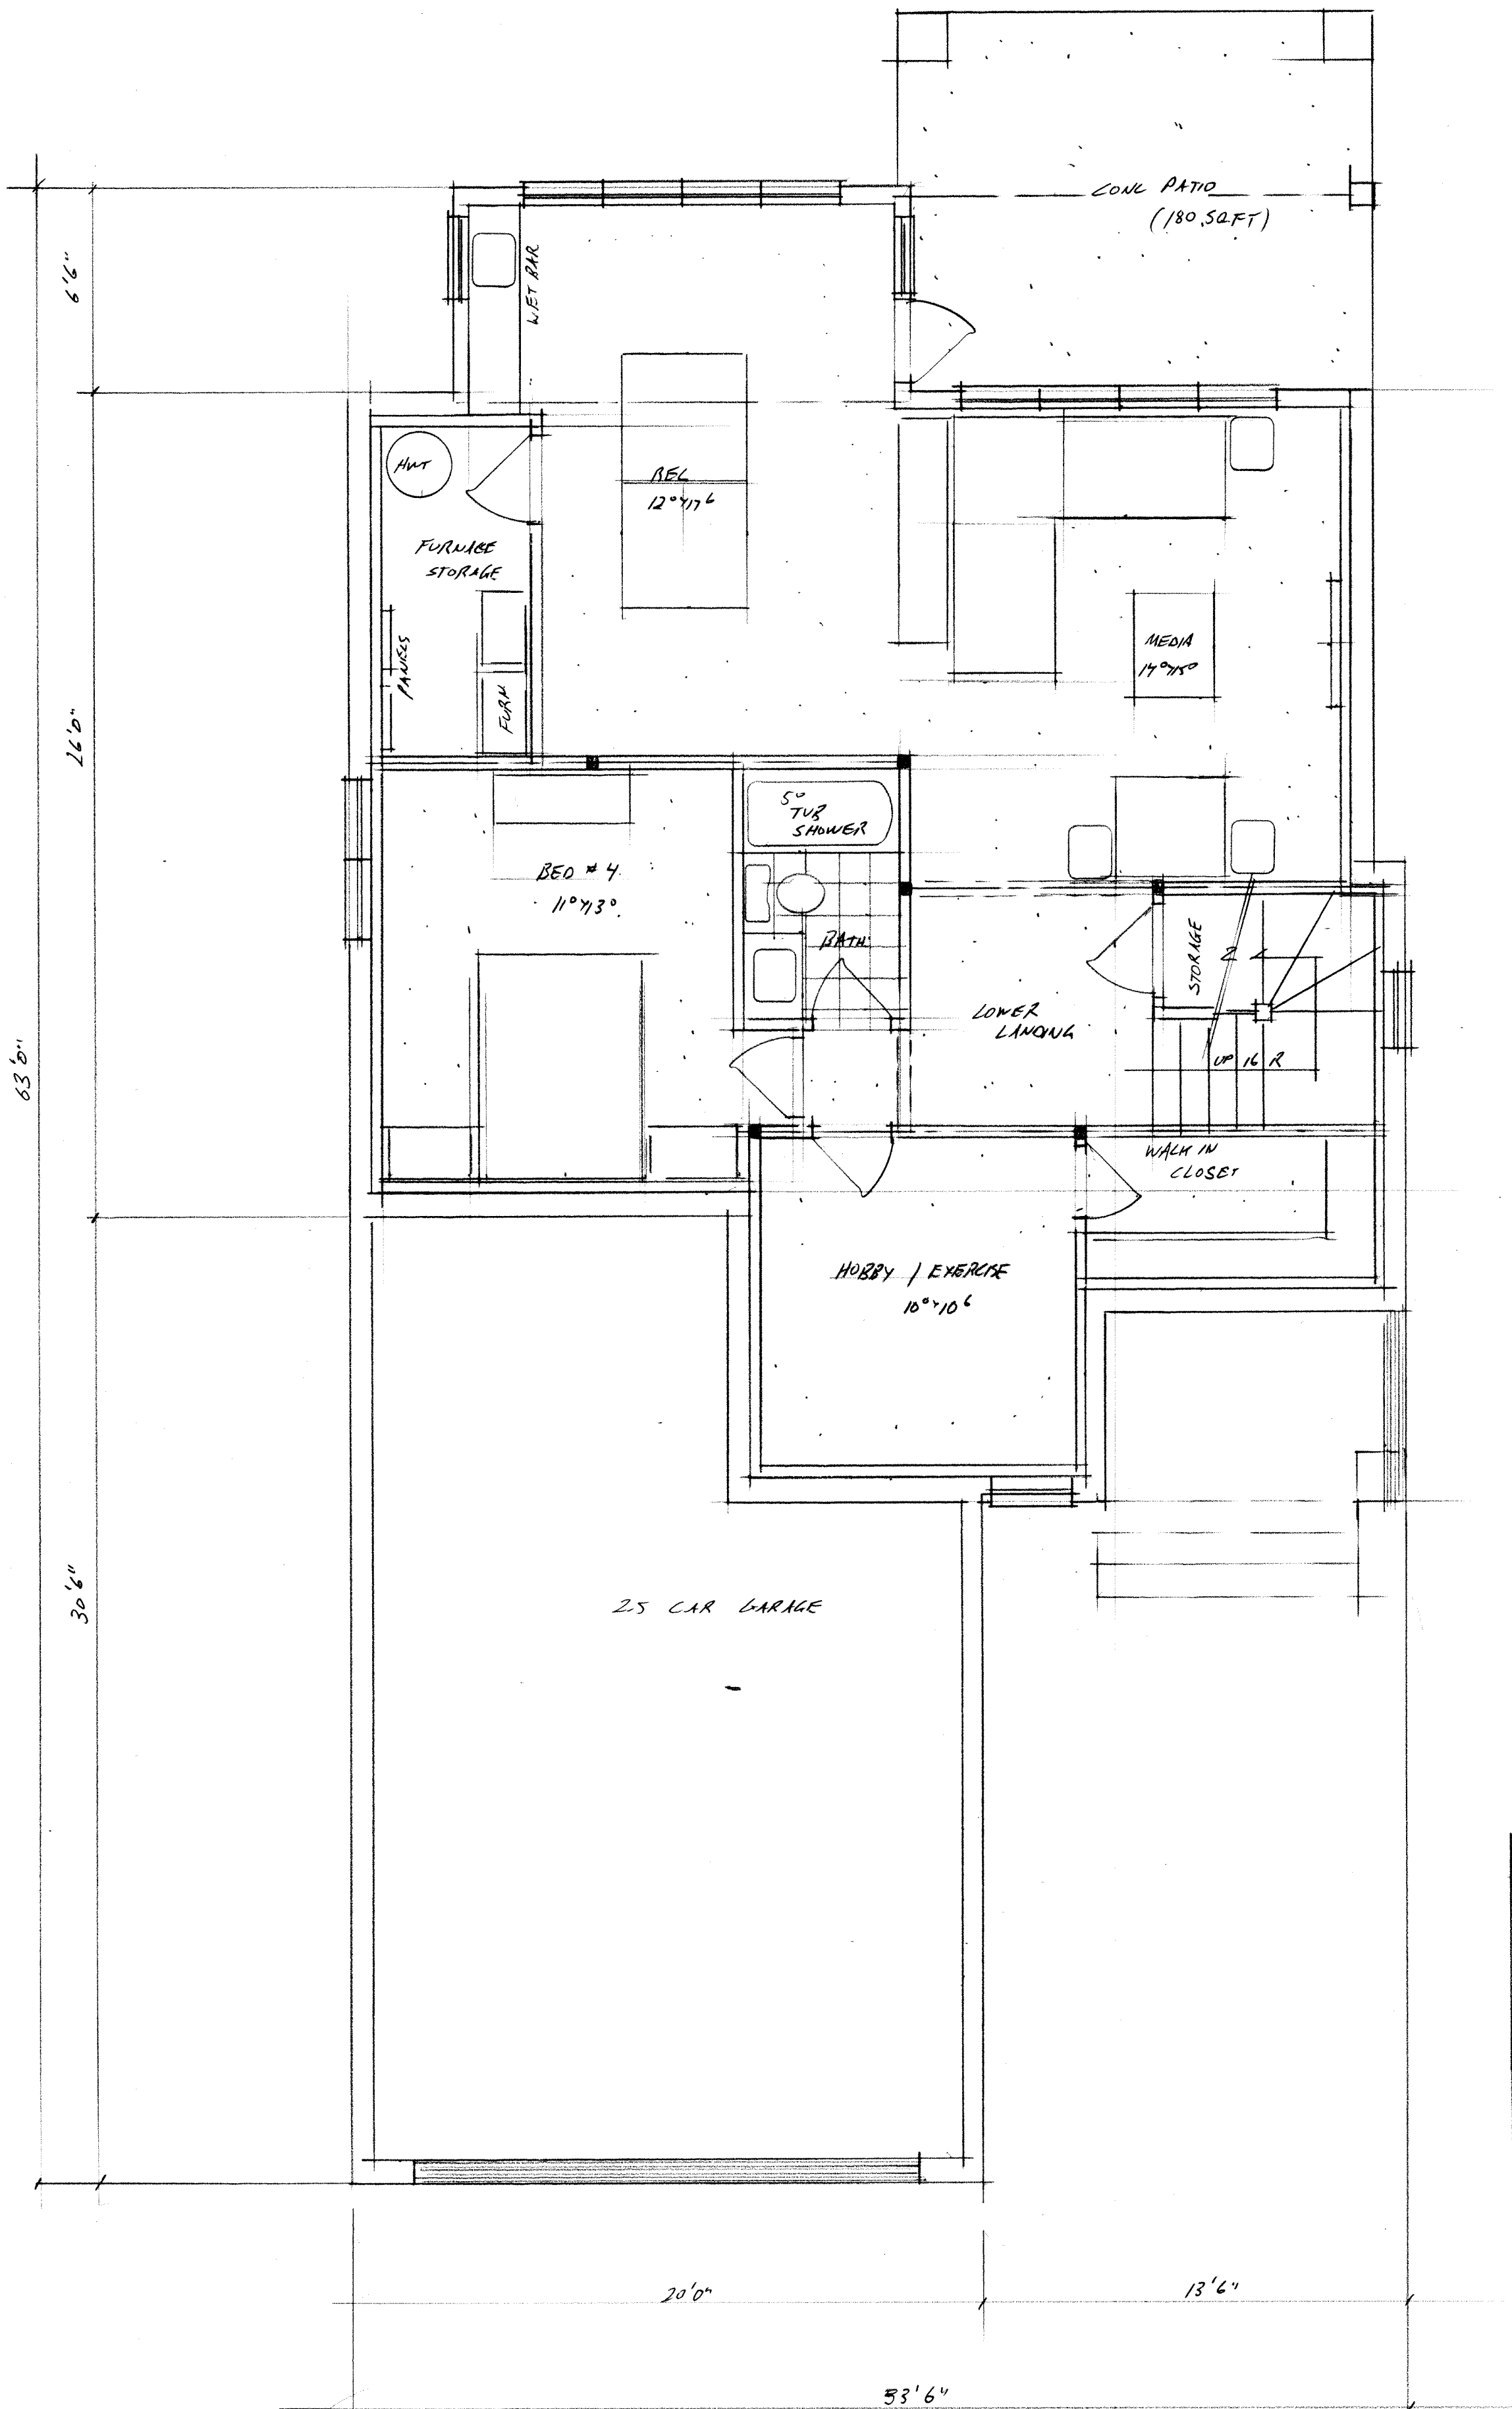 CONC PATIO
(180 SQ.FT)
WET BAR
6'6"
HWT
REC
12⁰x17⁶
FURNACE
STORAGE
PANELS
FURN
MEDIA
14⁰x15⁰
26'0"
5⁰
TUB
SHOWER
BED #4
11⁰x13⁰
BATH
STORAGE
LOWER
LANDING
UP 16 R
63'0"
WALK IN
CLOSET
HOBBY / EXERCISE
10⁰x10⁶
30'6"
2.5 CAR GARAGE
20'0"
13'6"
33'6"